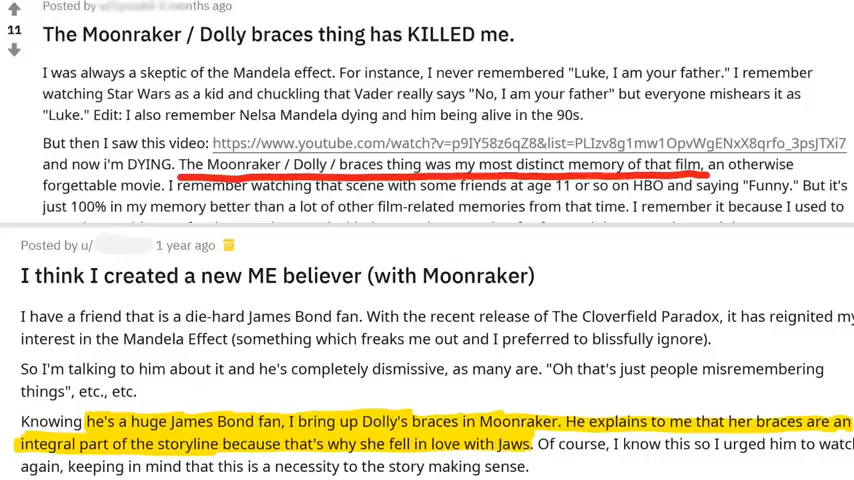 Posted by months ago
11
The Moonraker / Dolly braces thing has KILLED me.
I was always a skeptic of the Mandela effect. For instance, I never remembered "Luke, I am your father." I remember
watching Star Wars as a kid and chuckling that Vader really says "No, I am your father" but everyone mishears it as
"Luke." Edit: I also remember Nelsa Mandela dying and him being alive in the 90s.
But then I saw this video: https://www.youtube.com/watch?v=p9IY58z6qZ8&list=PLIzv8g1mw1OpvWgENxX8qrfo_3psJTXi7
and now i'm DYING. The Moonraker / Dolly / braces thing was my most distinct memory of that film, an otherwise
forgettable movie. I remember watching that scene with some friends at age 11 or so on HBO and saying "Funny." But it's
just 100% in my memory better than a lot of other film-related memories from that time. I remember it because I used to
Posted by u/ 1 year ago
I think I created a new ME believer (with Moonraker)
I have a friend that is a die-hard James Bond fan. With the recent release of The Cloverfield Paradox, it has reignited my
interest in the Mandela Effect (something which freaks me out and I preferred to blissfully ignore).
So I'm talking to him about it and he's completely dismissive, as many are. "Oh that's just people misremembering
things", etc., etc.
Knowing he's a huge James Bond fan, I bring up Dolly's braces in Moonraker. He explains to me that her braces are an
integral part of the storyline because that's why she fell in love with Jaws. Of course, I know this so I urged him to watch
again, keeping in mind that this is a necessity to the story making sense.